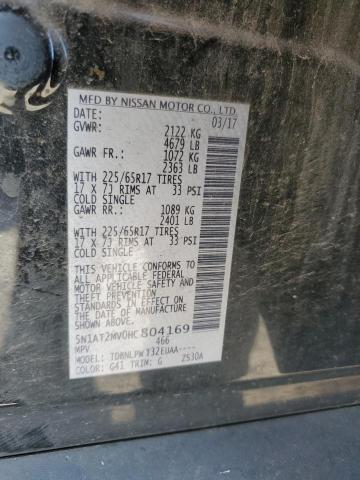 MFD BY NISSAN MOTOR CO., LTD
DATE: 03/17
GVWR: 2122 KG
4679 LB
GAWR FR: 1072 KG
2363 LB
WITH 225/65R17 TIRES
17 X 7J RIMS AT 33 PSI
COLD SINGLE
GAWR RR: 1089 KG
2401 LB
WITH 225/65R17 TIRES
17 X 7J RIMS AT 33 PSI
COLD SINGLE
THIS VEHICLE CONFORMS TO ALL
APPLICABLE FEDERAL
MOTOR VEHICLE SAFETY, BUMPER,
AND THEFT PREVENTION STANDARDS
IN EFFECT ON THE DATE OF
MANUFACTURE SHOWN ABOVE.
5N1AT2MV0HC804169
MPV 466
MODEL: TDBNLPW T32EUAA----
COLOR: G41 TRIM: G ZS30A